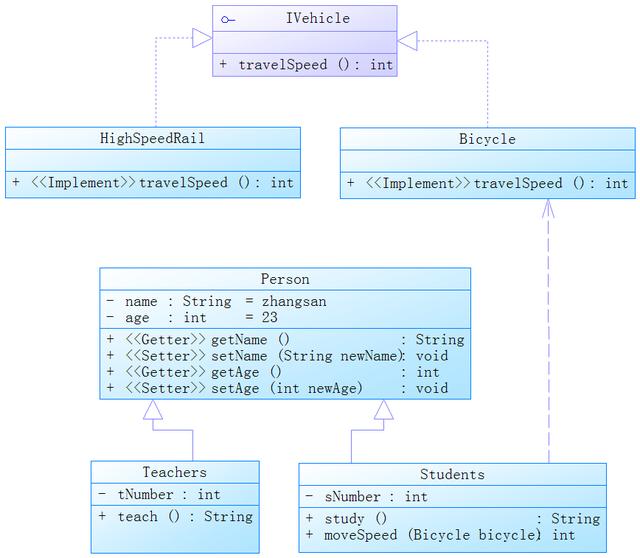 IVehicle
+ travelSpeed () : int
HighSpeedRail
+ <<Implement>> travelSpeed () : int
Bicycle
+ <<Implement>> travelSpeed () : int
Person
- name : String = zhangsan
- age : int = 23
+ <<Getter>> getName () : String
+ <<Setter>> setName (String newName) : void
+ <<Getter>> getAge () : int
+ <<Setter>> setAge (int newAge) : void
Teachers
- tNumber : int
+ teach () : String
Students
- sNumber : int
+ study () : String
+ moveSpeed (Bicycle bicycle) : int